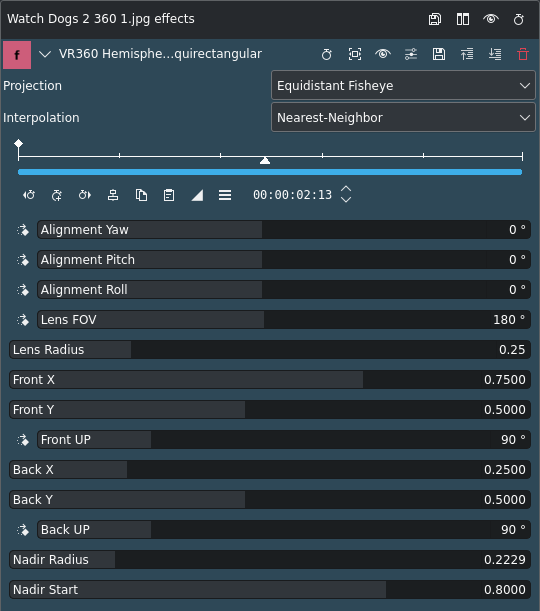 Watch Dogs 2 360 1.jpg effects
f VR360 Hemisphe...quirectangular
Projection Equidistant Fisheye
Interpolation Nearest-Neighbor
00:00:02:13
Alignment Yaw 0 °
Alignment Pitch 0 °
Alignment Roll 0 °
Lens FOV 180 °
Lens Radius 0.25
Front X 0.7500
Front Y 0.5000
Front UP 90 °
Back X 0.2500
Back Y 0.5000
Back UP 90 °
Nadir Radius 0.2229
Nadir Start 0.8000